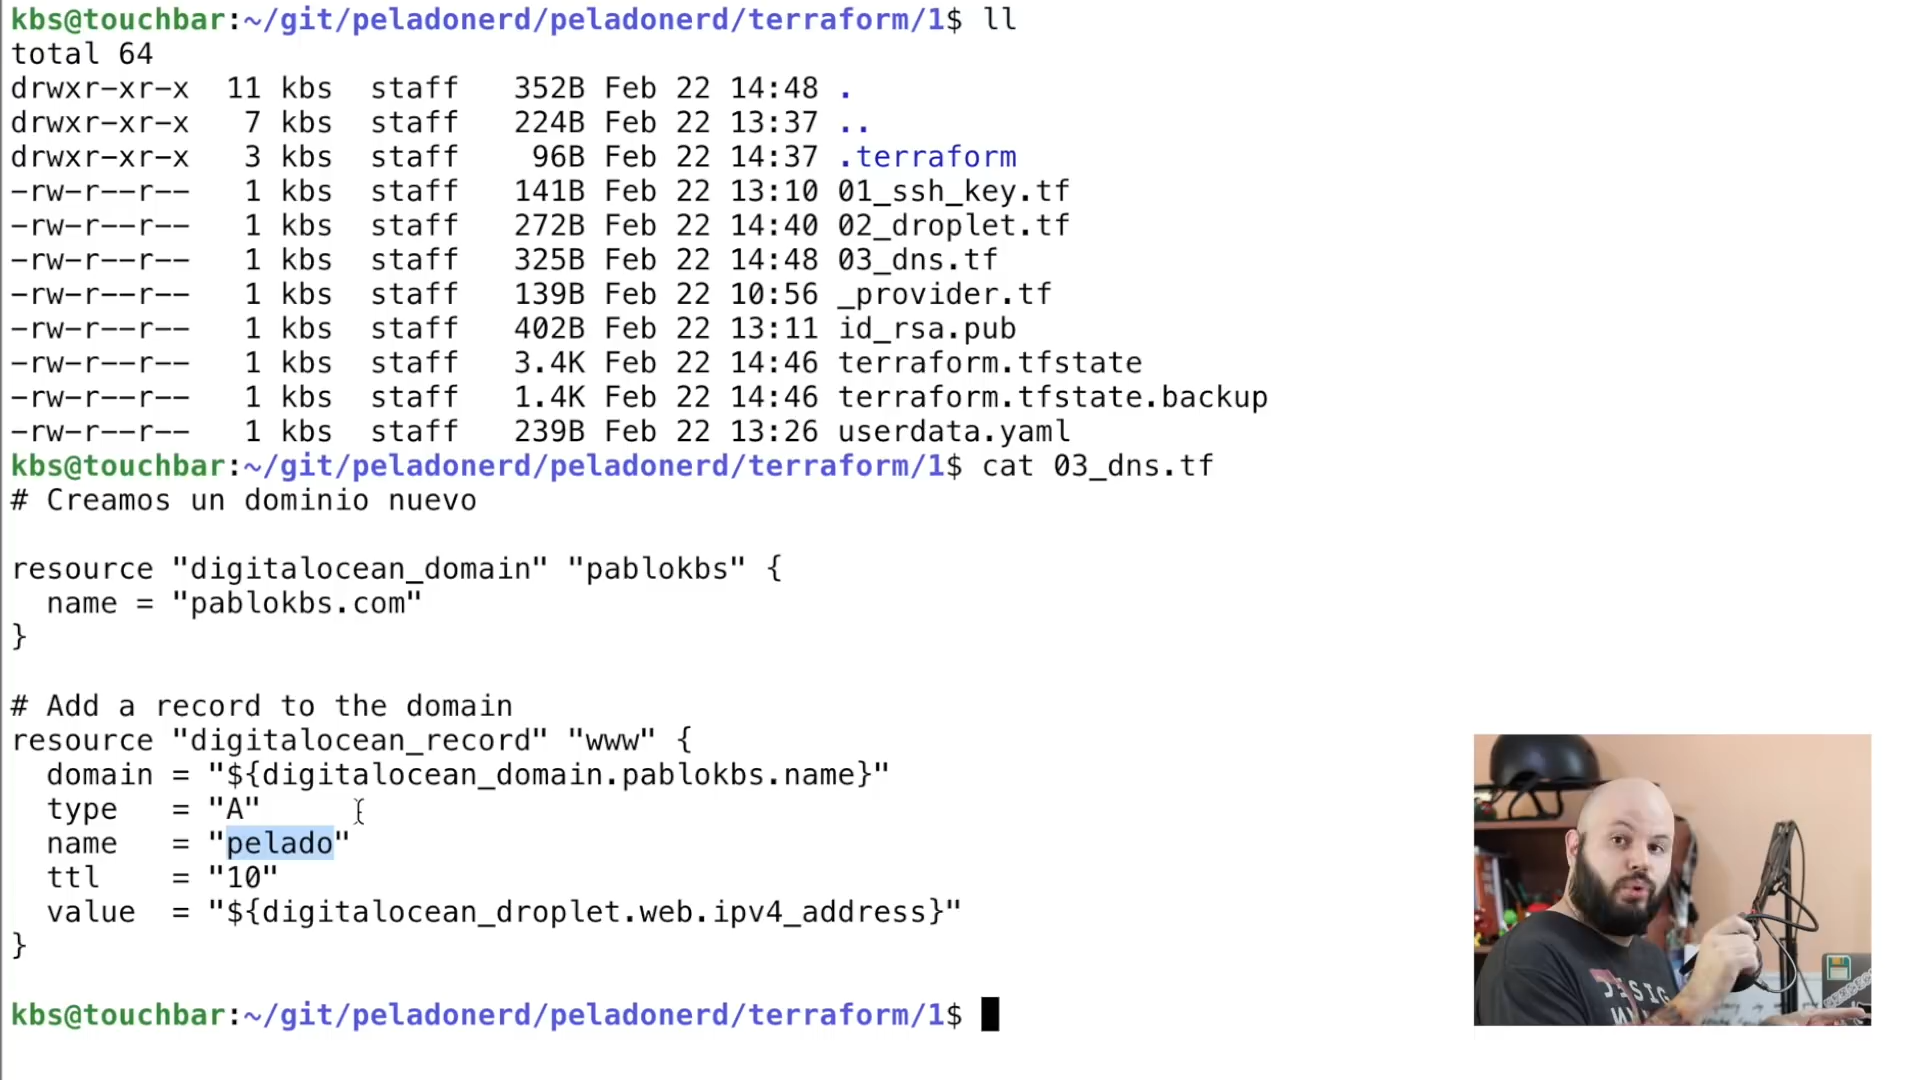 kbs@touchbar:~/git/peladonerd/peladonerd/terraform/1$ ll
total 64
drwxr-xr-x  11 kbs  staff   352B Feb 22 14:48 .
drwxr-xr-x   7 kbs  staff   224B Feb 22 13:37 ..
drwxr-xr-x   3 kbs  staff    96B Feb 22 14:37 .terraform
-rw-r--r--   1 kbs  staff   141B Feb 22 13:10 01_ssh_key.tf
-rw-r--r--   1 kbs  staff   272B Feb 22 14:40 02_droplet.tf
-rw-r--r--   1 kbs  staff   325B Feb 22 14:48 03_dns.tf
-rw-r--r--   1 kbs  staff   139B Feb 22 10:56 _provider.tf
-rw-r--r--   1 kbs  staff   402B Feb 22 13:11 id_rsa.pub
-rw-r--r--   1 kbs  staff   3.4K Feb 22 14:46 terraform.tfstate
-rw-r--r--   1 kbs  staff   1.4K Feb 22 14:46 terraform.tfstate.backup
-rw-r--r--   1 kbs  staff   239B Feb 22 13:26 userdata.yaml
kbs@touchbar:~/git/peladonerd/peladonerd/terraform/1$ cat 03_dns.tf
# Creamos un dominio nuevo
resource "digitalocean_domain" "pablokbs" {
  name = "pablokbs.com"
}
# Add a record to the domain
resource "digitalocean_record" "www" {
  domain = "${digitalocean_domain.pablokbs.name}"
  type   = "A"
  name   = "pelado"
  ttl    = "10"
  value  = "${digitalocean_droplet.web.ipv4_address}"
}
kbs@touchbar:~/git/peladonerd/peladonerd/terraform/1$